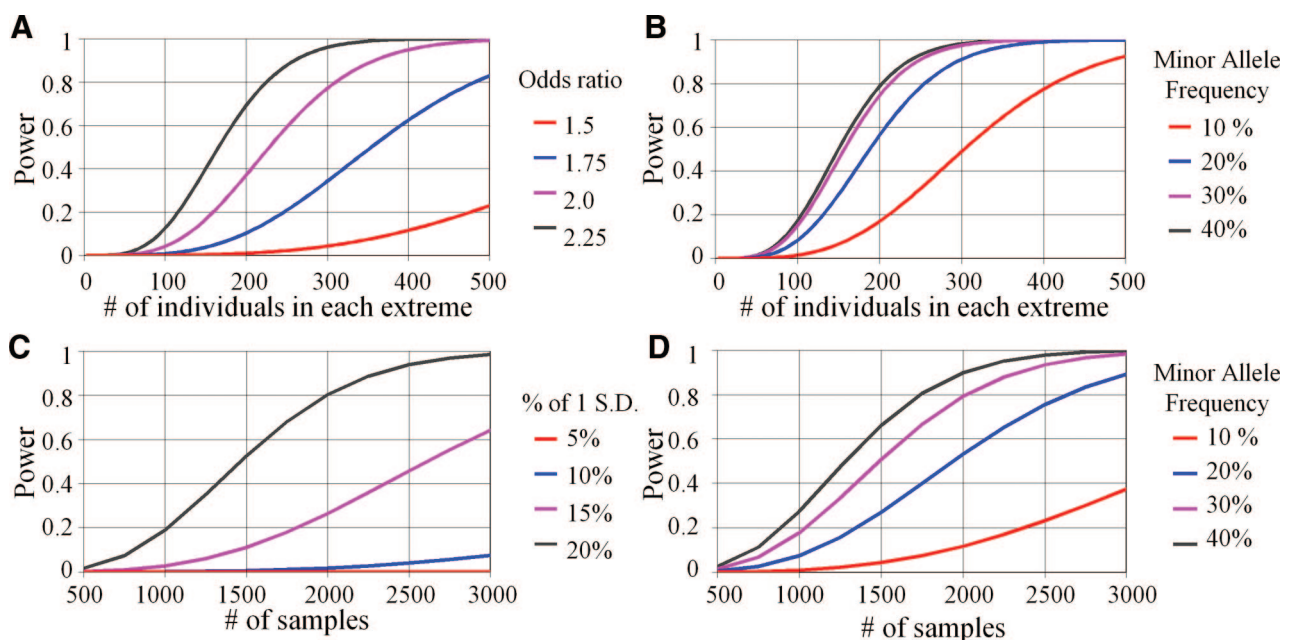 A
1
0.8
0.6
0.4
0.2
0
Power
0 100 200 300 400 500
# of individuals in each extreme
Odds ratio
1.5
1.75
2.0
2.25
B
1
0.8
0.6
0.4
0.2
0
Power
0 100 200 300 400 500
# of individuals in each extreme
Minor Allele
Frequency
10 %
20%
30%
40%
C
1
0.8
0.6
0.4
0.2
0
Power
500 1000 1500 2000 2500 3000
# of samples
% of 1 S.D.
5%
10%
15%
20%
D
1
0.8
0.6
0.4
0.2
0
Power
500 1000 1500 2000 2500 3000
# of samples
Minor Allele
Frequency
10 %
20%
30%
40%